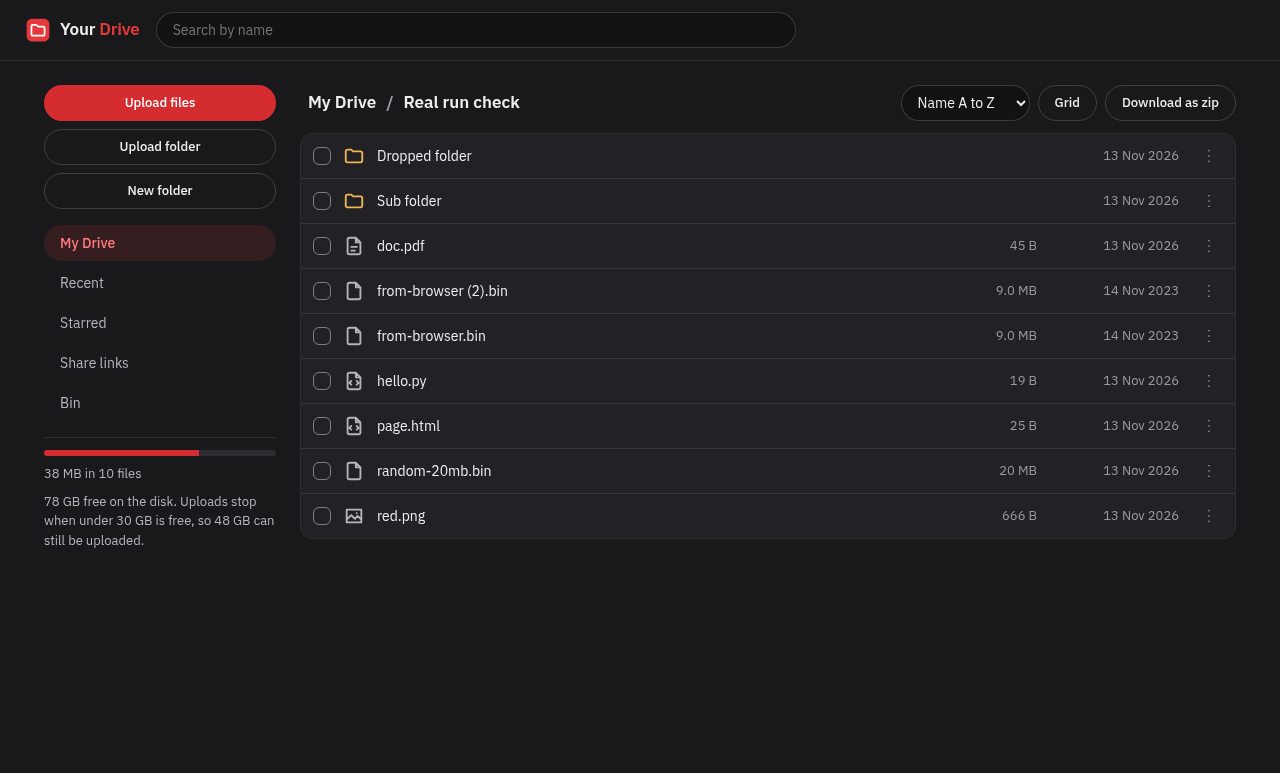 Your Drive
Search by name
Upload files
Upload folder
New folder
My Drive
Recent
Starred
Share links
Bin
38 MB in 10 files
78 GB free on the disk. Uploads stop
when under 30 GB is free, so 48 GB can
still be uploaded.
My Drive / Real run check
Name A to Z
Grid
Download as zip
Dropped folder 13 Nov 2026
Sub folder 13 Nov 2026
doc.pdf 45 B 13 Nov 2026
from-browser (2).bin 9.0 MB 14 Nov 2023
from-browser.bin 9.0 MB 14 Nov 2023
hello.py 19 B 13 Nov 2026
page.html 25 B 13 Nov 2026
random-20mb.bin 20 MB 13 Nov 2026
red.png 666 B 13 Nov 2026